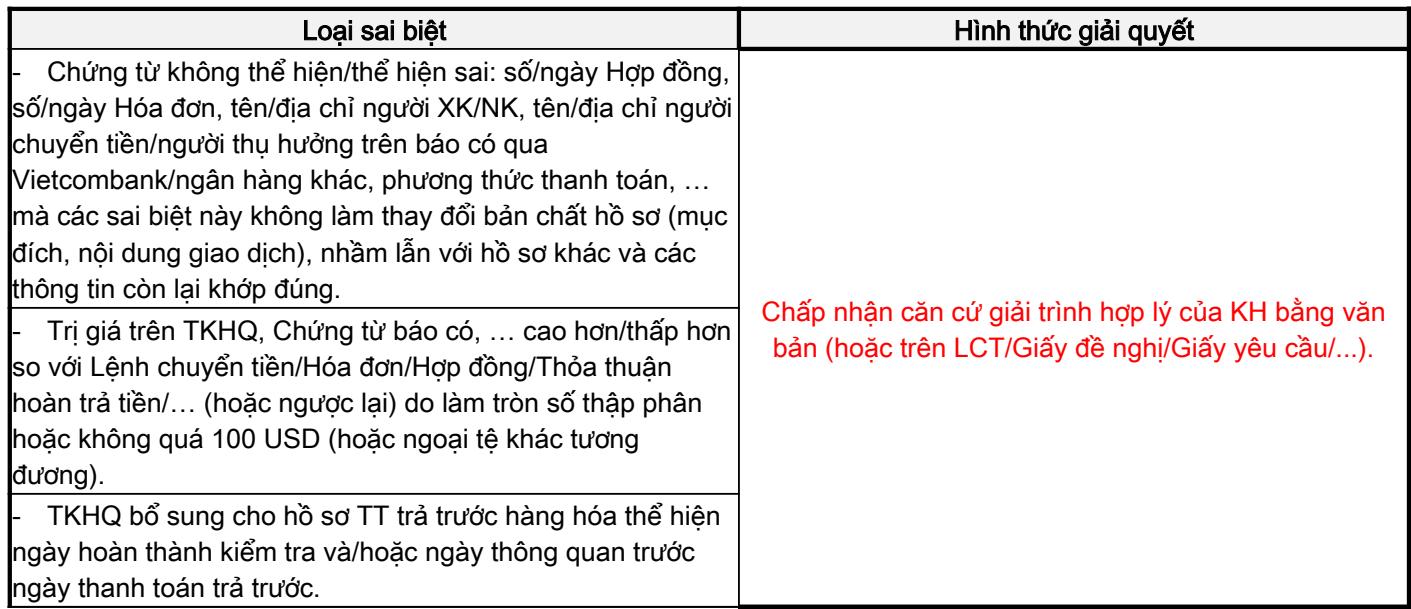 Loại sai biệt
Hình thức giải quyết
- Chứng từ không thể hiện/thể hiện sai: số/ngày Hợp đồng,
số/ngày Hóa đơn, tên/địa chỉ người XK/NK, tên/địa chỉ người
chuyển tiền/người thụ hưởng trên báo có qua
Vietcombank/ngân hàng khác, phương thức thanh toán, …
mà các sai biệt này không làm thay đổi bản chất hồ sơ (mục
đích, nội dung giao dịch), nhầm lẫn với hồ sơ khác và các
thông tin còn lại khớp đúng.
- Trị giá trên TKHQ, Chứng từ báo có, … cao hơn/thấp hơn
so với Lệnh chuyển tiền/Hóa đơn/Hợp đồng/Thỏa thuận
hoàn trả tiền/… (hoặc ngược lại) do làm tròn số thập phân
hoặc không quá 100 USD (hoặc ngoại tệ khác tương
đương).
- TKHQ bổ sung cho hồ sơ TT trả trước hàng hóa thể hiện
ngày hoàn thành kiểm tra và/hoặc ngày thông quan trước
ngày thanh toán trả trước.
Chấp nhận căn cứ giải trình hợp lý của KH bằng văn
bản (hoặc trên LCT/Giấy đề nghị/Giấy yêu cầu/...).